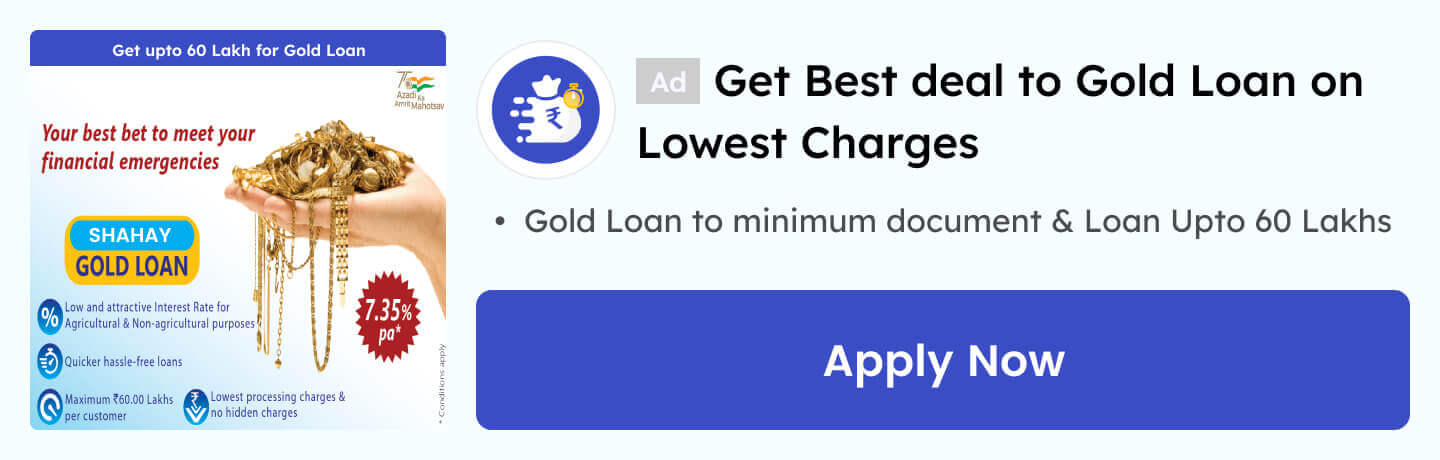 Get upto 60 Lakh for Gold Loan
75
Azadi Ka
Amrit Mahotsav
Your best bet to meet your
financial emergencies
SHAHAY
GOLD LOAN
%
Low and attractive Interest Rate for
Agricultural & Non-agricultural purposes
Quicker hassle-free loans
Maximum ₹60.00 Lakhs
per customer
₹
Lowest processing charges &
no hidden charges
7.35%
pa*
* Conditions apply
₹
Ad Get Best deal to Gold Loan on
Lowest Charges
• Gold Loan to minimum document & Loan Upto 60 Lakhs
Apply Now